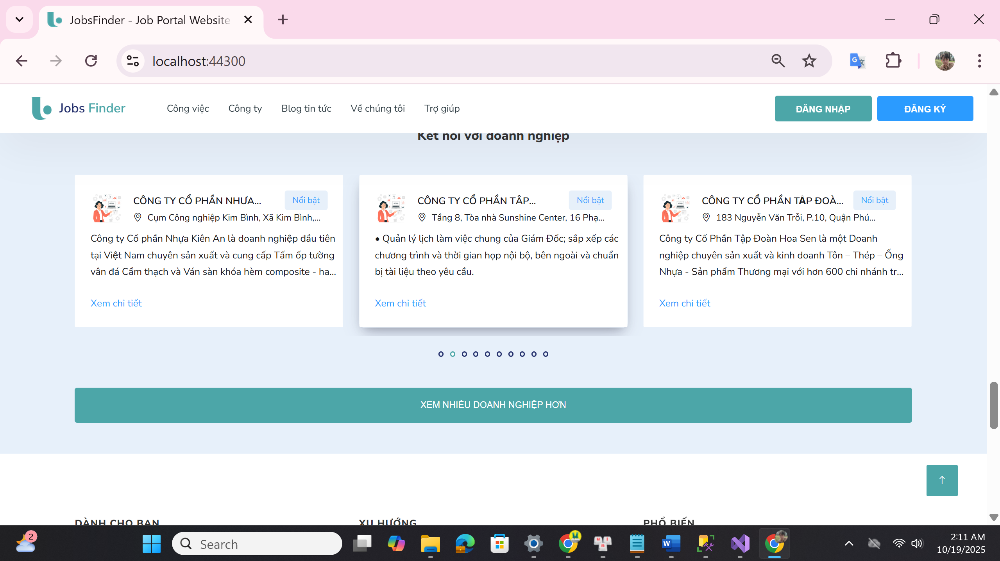 JobsFinder - Job Portal Website
localhost:44300
Jobs Finder
Công việc
Công ty
Blog tin tức
Về chúng tôi
Trợ giúp
ĐĂNG NHẬP
ĐĂNG KÝ
Kết nối với doanh nghiệp
CÔNG TY CỔ PHẦN NHỰA...
Nổi bật
Cụm Công nghiệp Kim Bình, Xã Kim Bình,...
Công ty Cổ phần Nhựa Kiên An là doanh nghiệp đầu tiên
tại Việt Nam chuyên sản xuất và cung cấp Tấm ốp tường
vân đá Cẩm thạch và Ván sàn khóa hèm composite - ha...
Xem chi tiết
CÔNG TY CỔ PHẦN TẬP...
Nổi bật
Tầng 8, Tòa nhà Sunshine Center, 16 Phạ...
• Quản lý lịch làm việc chung của Giám Đốc; sắp xếp các
chương trình và thời gian họp nội bộ, bên ngoài và chuẩn
bị tài liệu theo yêu cầu.
Xem chi tiết
CÔNG TY CỔ PHẦN TẬP ĐOÀ...
Nổi bật
183 Nguyễn Văn Trỗi, P.10, Quận Phú...
Công ty Cổ Phần Tập Đoàn Hoa Sen là một Doanh
nghiệp chuyên sản xuất và kinh doanh Tôn – Thép – Ống
Nhựa - Sản phẩm Thương mại với hơn 600 chi nhánh tr...
Xem chi tiết
XEM NHIỀU DOANH NGHIỆP HƠN
DÀNH CHO BẠN
XU HƯỚNG
PHỔ BIẾN
2
Search
2:11 AM
10/19/2025